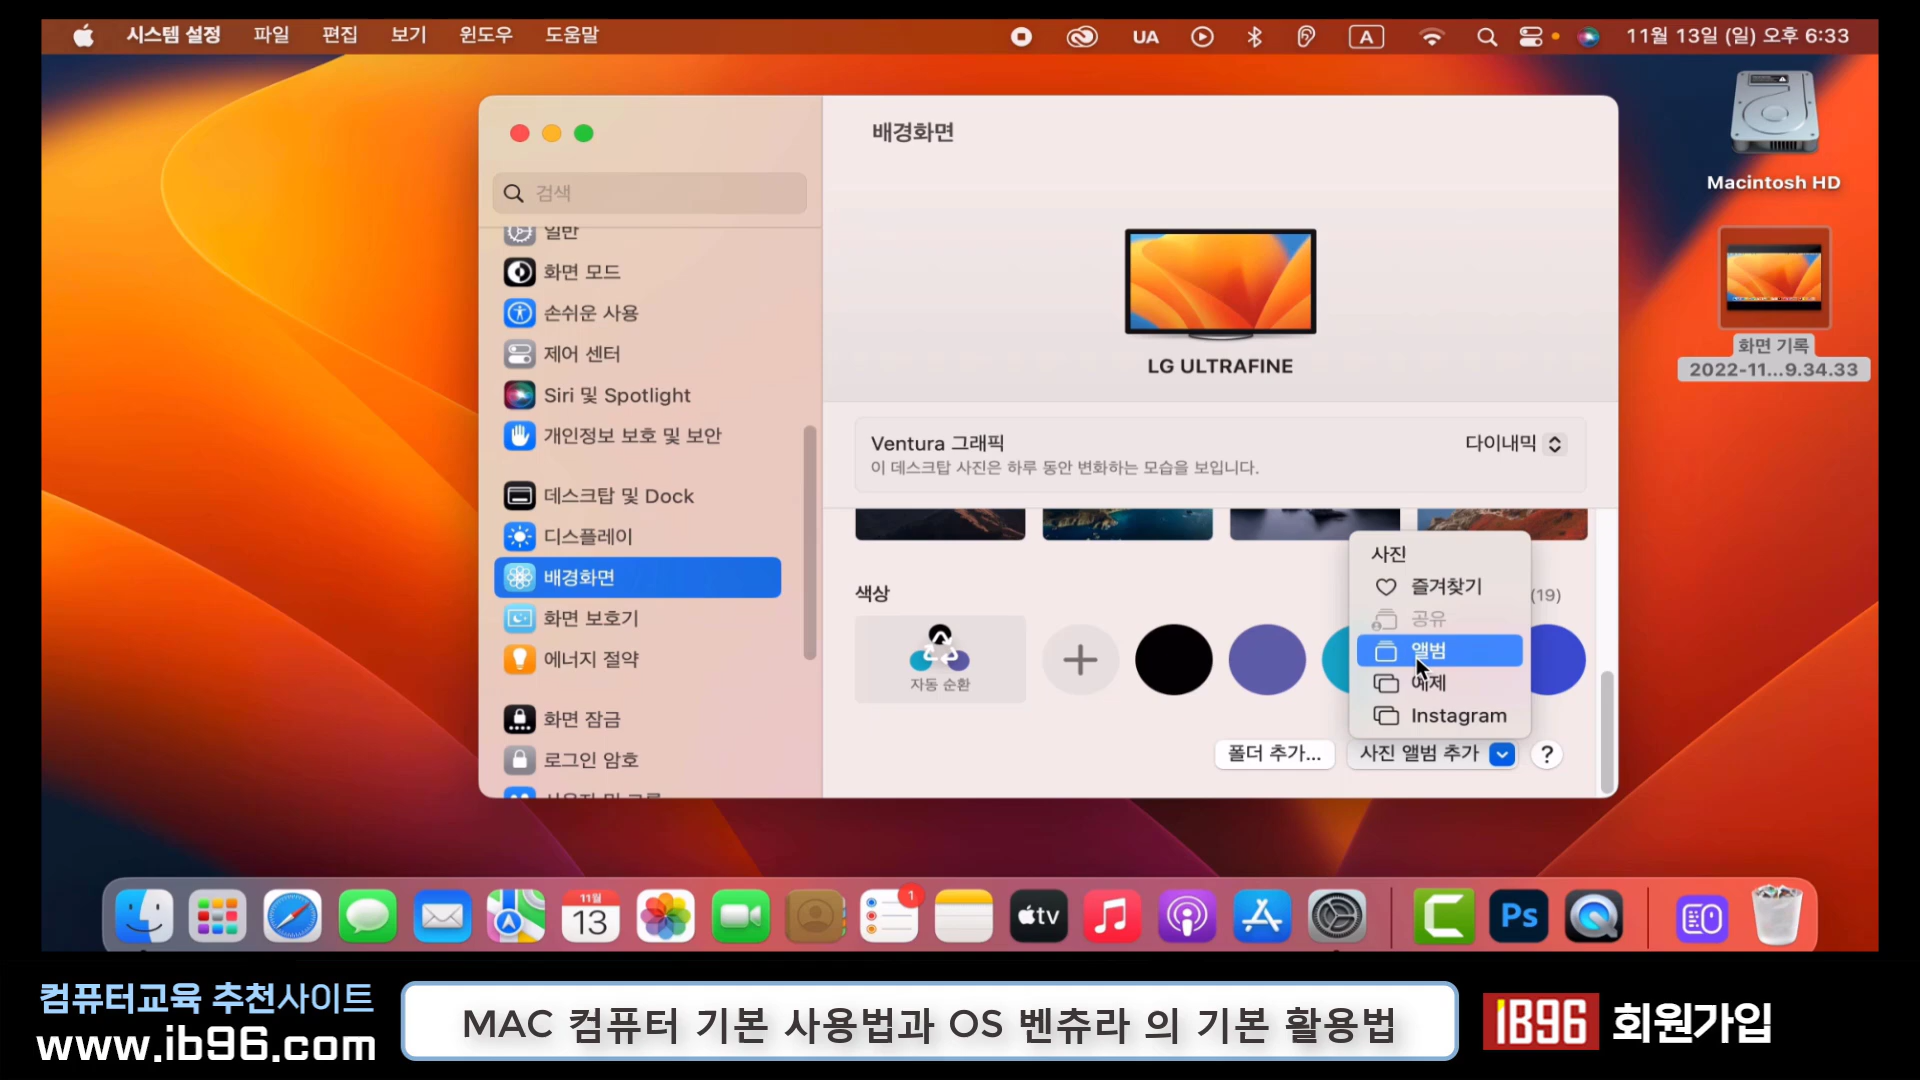 시스템 설정 파일 편집 보기 윈도우 도움말 UA A 11월 13일 (일) 오후 6:33
배경화면
검색
일반
화면 모드
손쉬운 사용
제어 센터
Siri 및 Spotlight
개인정보 보호 및 보안
데스크탑 및 Dock
디스플레이
배경화면
화면 보호기
에너지 절약
화면 잠금
로그인 암호
LG ULTRAFINE
Ventura 그래픽
다이내믹
이 데스크탑 사진은 하루 동안 변화하는 모습을 보입니다.
색상
(19)
자동 순환
사진
즐겨찾기
공유
앨범
예제
Instagram
폴더 추가...
사진 앨범 추가
?
Macintosh HD
화면 기록
2022-11...9.34.33
11월
13
1
tv
Ps
컴퓨터교육 추천사이트
www.ib96.com
MAC 컴퓨터 기본 사용법과 OS 벤츄라 의 기본 활용법
IB96 회원가입